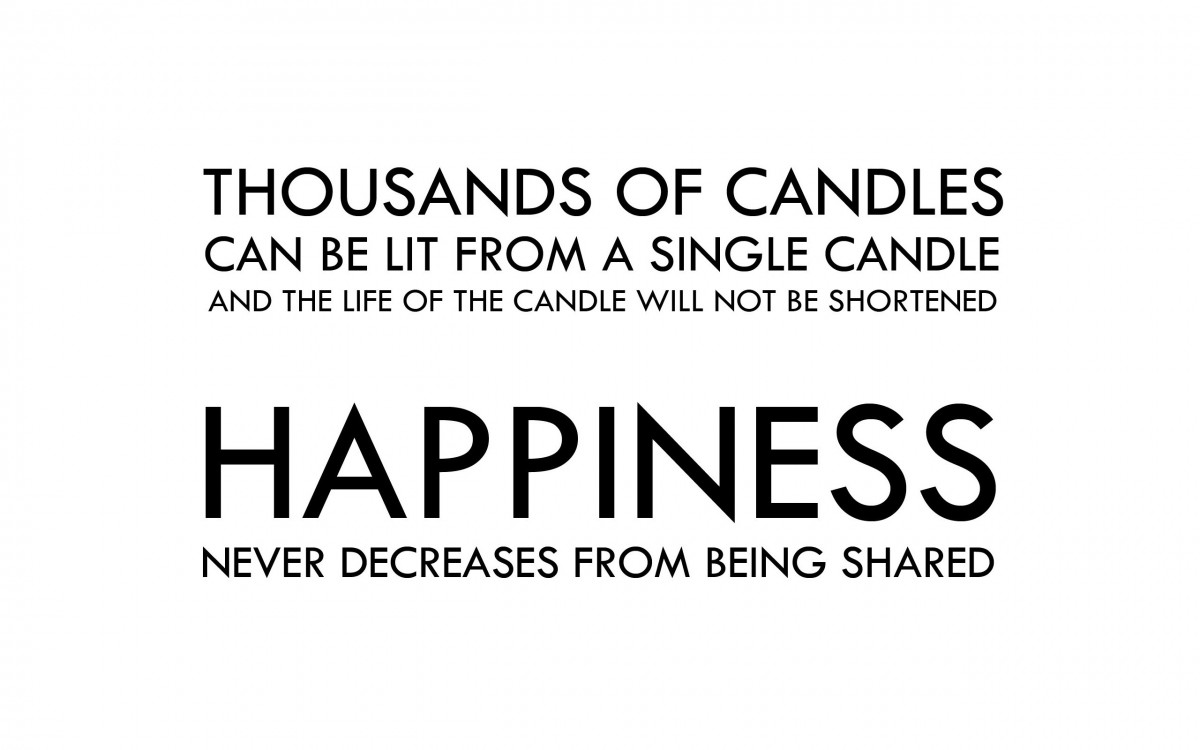 THOUSANDS OF CANDLES
CAN BE LIT FROM A SINGLE CANDLE
AND THE LIFE OF THE CANDLE WILL NOT BE SHORTENED
HAPPINESS
NEVER DECREASES FROM BEING SHARED